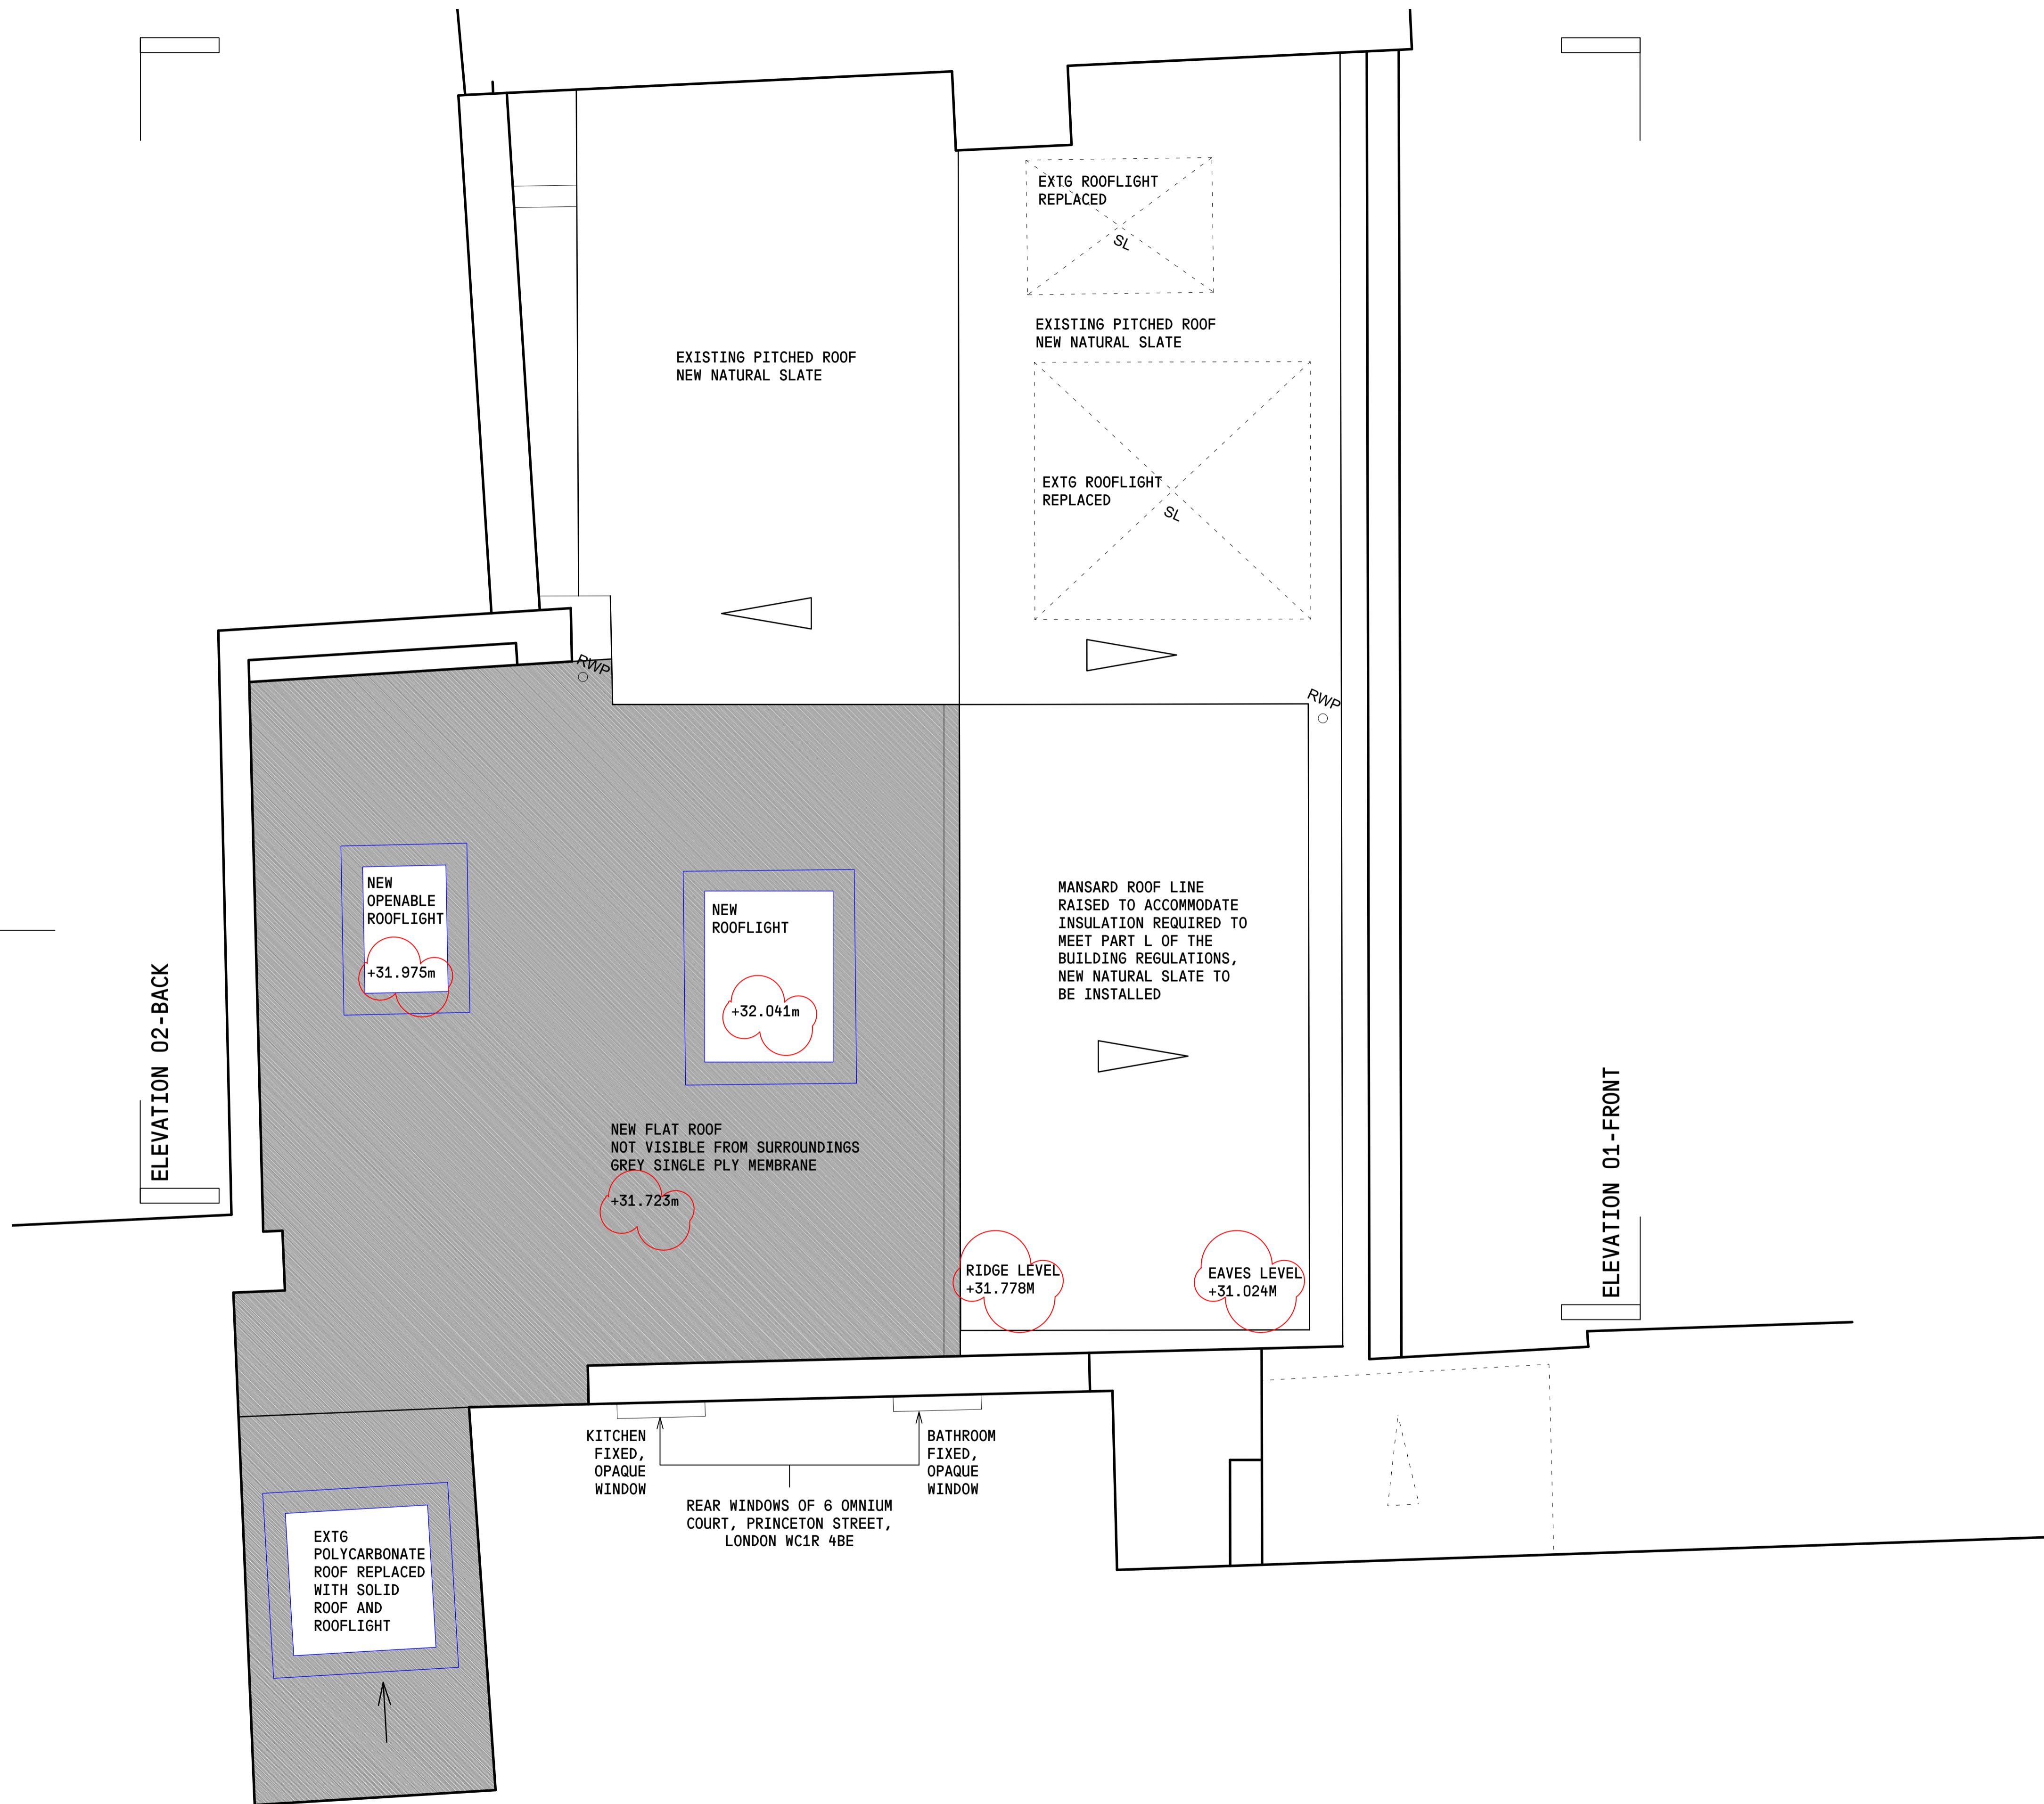 EXTG ROOFLIGHT
REPLACED
SL
EXISTING PITCHED ROOF
NEW NATURAL SLATE
EXISTING PITCHED ROOF
NEW NATURAL SLATE
EXTG ROOFLIGHT
REPLACED
SL
RWP
RWP
NEW
OPENABLE
ROOFLIGHT
+31.975m
NEW
ROOFLIGHT
+32.041m
MANSARD ROOF LINE
RAISED TO ACCOMMODATE
INSULATION REQUIRED TO
MEET PART L OF THE
BUILDING REGULATIONS,
NEW NATURAL SLATE TO
BE INSTALLED
ELEVATION 02-BACK
ELEVATION 01-FRONT
NEW FLAT ROOF
NOT VISIBLE FROM SURROUNDINGS
GREY SINGLE PLY MEMBRANE
+31.723m
RIDGE LEVEL
+31.778M
EAVES LEVEL
+31.024M
KITCHEN
FIXED,
OPAQUE
WINDOW
BATHROOM
FIXED,
OPAQUE
WINDOW
REAR WINDOWS OF 6 OMNIUM
COURT, PRINCETON STREET,
LONDON WC1R 4BE
EXTG
POLYCARBONATE
ROOF REPLACED
WITH SOLID
ROOF AND
ROOFLIGHT